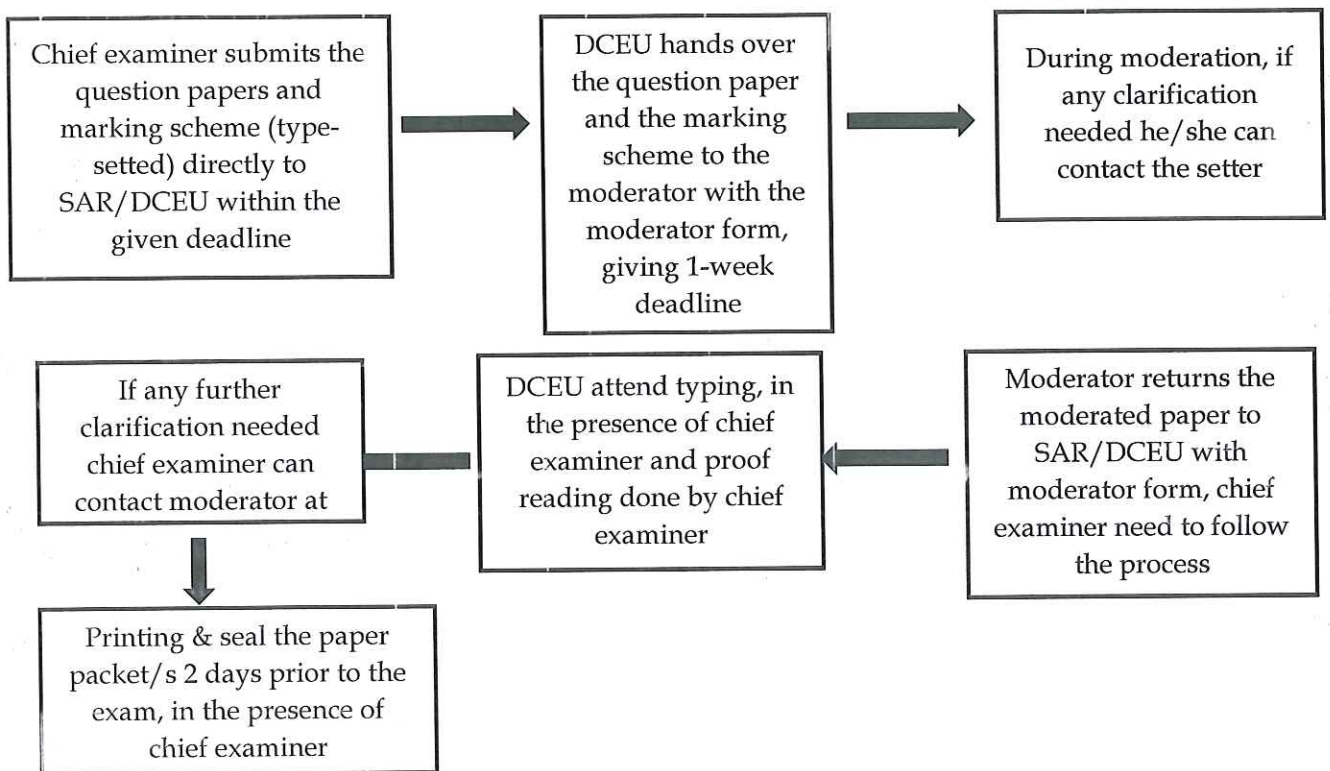 Chief examiner submits the
question papers and
marking scheme (type-
setted) directly to
SAR/DCEU within the
given deadline
DCEU hands over
the question paper
and the marking
scheme to the
moderator with the
moderator form,
giving 1-week
deadline
During moderation, if
any clarification
needed he/she can
contact the setter
Moderator returns the
moderated paper to
SAR/DCEU with
moderator form, chief
examiner need to follow
the process
DCEU attend typing, in
the presence of chief
examiner and proof
reading done by chief
examiner
If any further
clarification needed
chief examiner can
contact moderator at
Printing & seal the paper
packet/s 2 days prior to the
exam, in the presence of
chief examiner